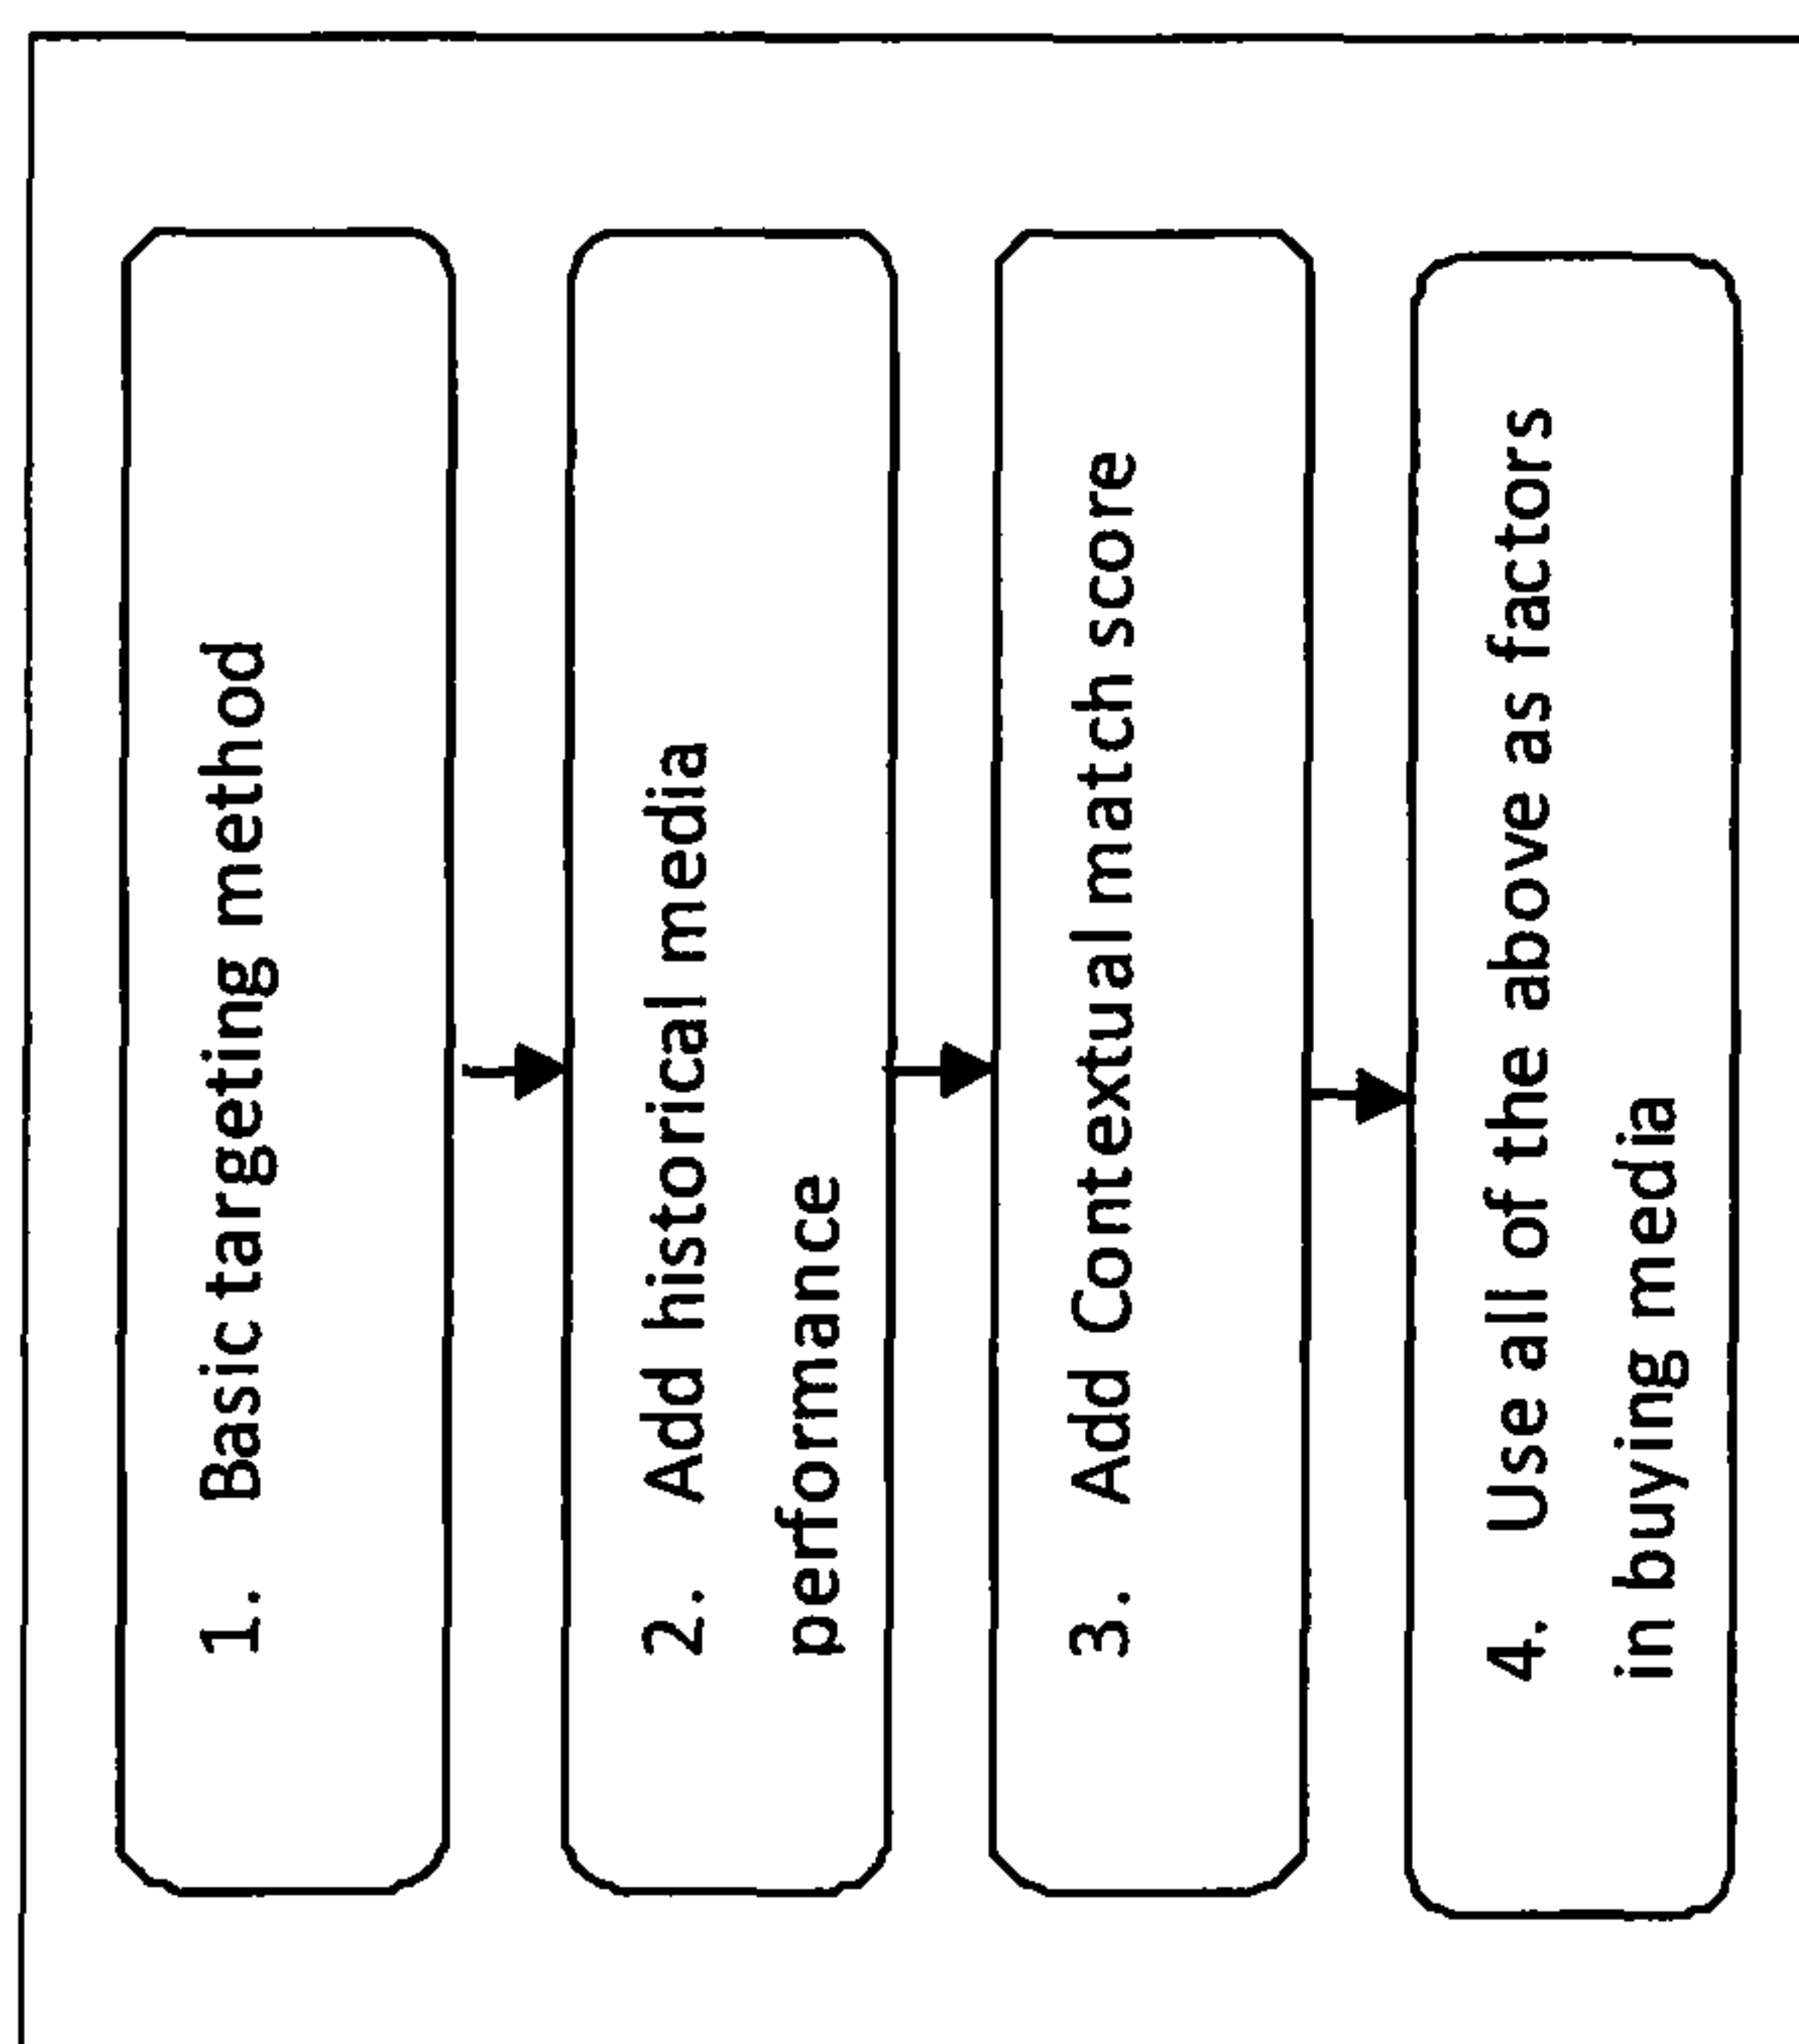 1. Basic targeting method
2. Add historical media
performance
3. Add Contextual match score
4. Use all of the above as factors
in buying media